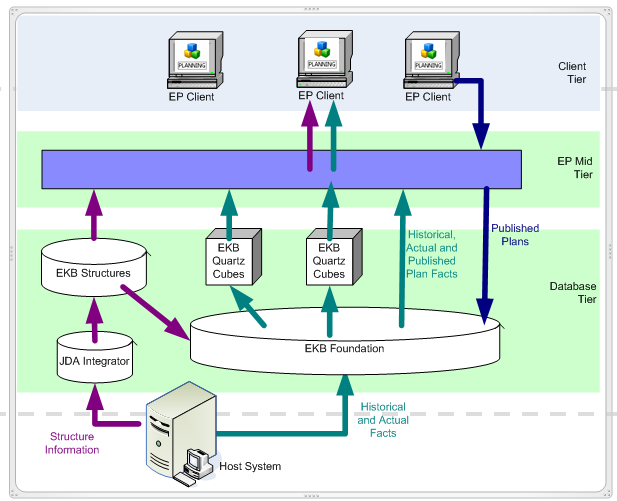 PLANNING
PLANNING
PLANNING
EP Client
EP Client
EP Client
Client
Tier
EP Mid
Tier
EKB Structures
EKB
Quartz
Cubes
EKB
Quartz
Cubes
Historical,
Actual and
Published
Plan Facts
Published
Plans
Database
Tier
JDA Integrator
EKB Foundation
Structure
Information
Host System
Historical
and Actual
Facts